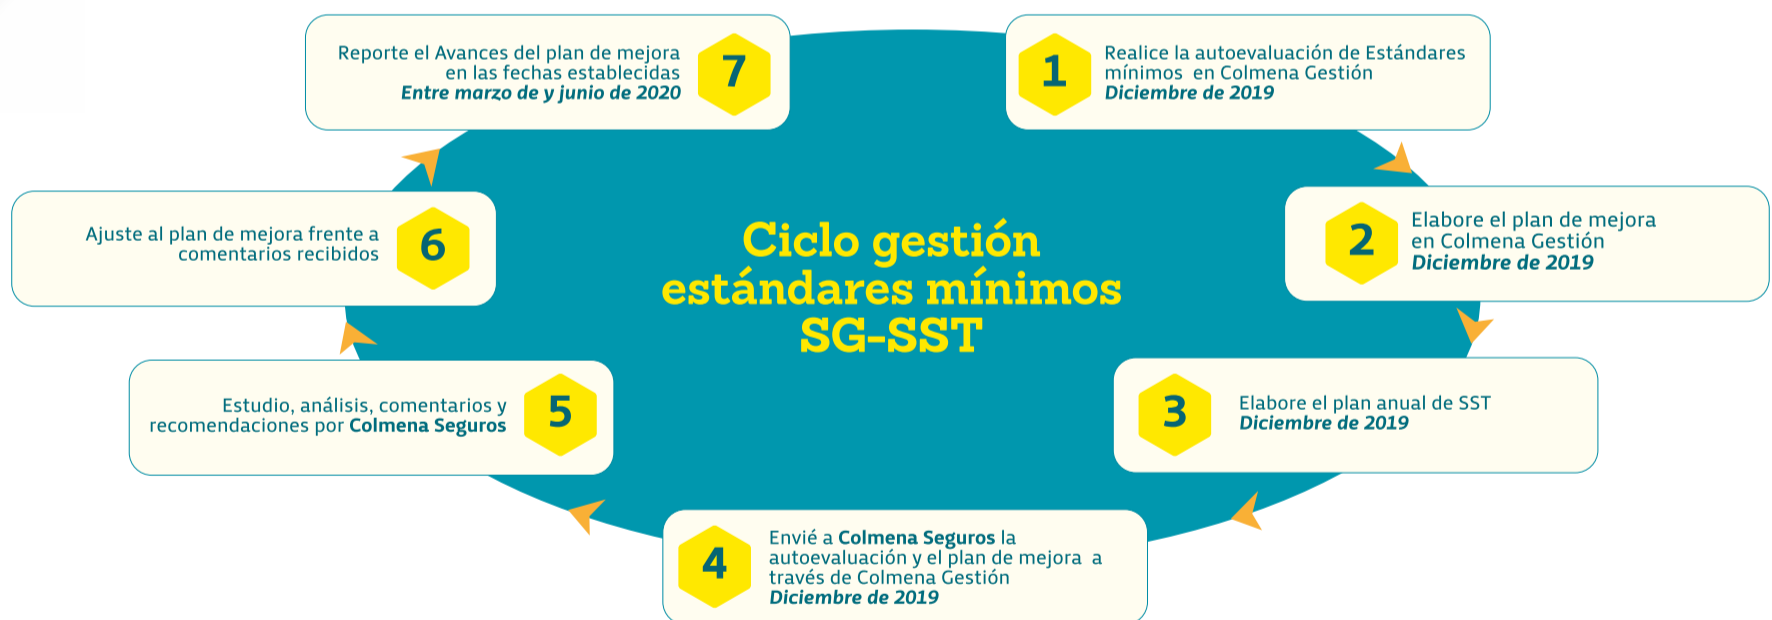 Ciclo gestión
estándares mínimos
SG-SST
1
Realice la autoevaluación de Estándares
mínimos en Colmena Gestión
Diciembre de 2019
2
Elabore el plan de mejora
en Colmena Gestión
Diciembre de 2019
3
Elabore el plan anual de SST
Diciembre de 2019
4
Envié a Colmena Seguros la
autoevaluación y el plan de mejora a
través de Colmena Gestión
Diciembre de 2019
5
Estudio, análisis, comentarios y
recomendaciones por Colmena Seguros
6
Ajuste al plan de mejora frente a
comentarios recibidos
7
Reporte el Avances del plan de mejora
en las fechas establecidas
Entre marzo de y junio de 2020